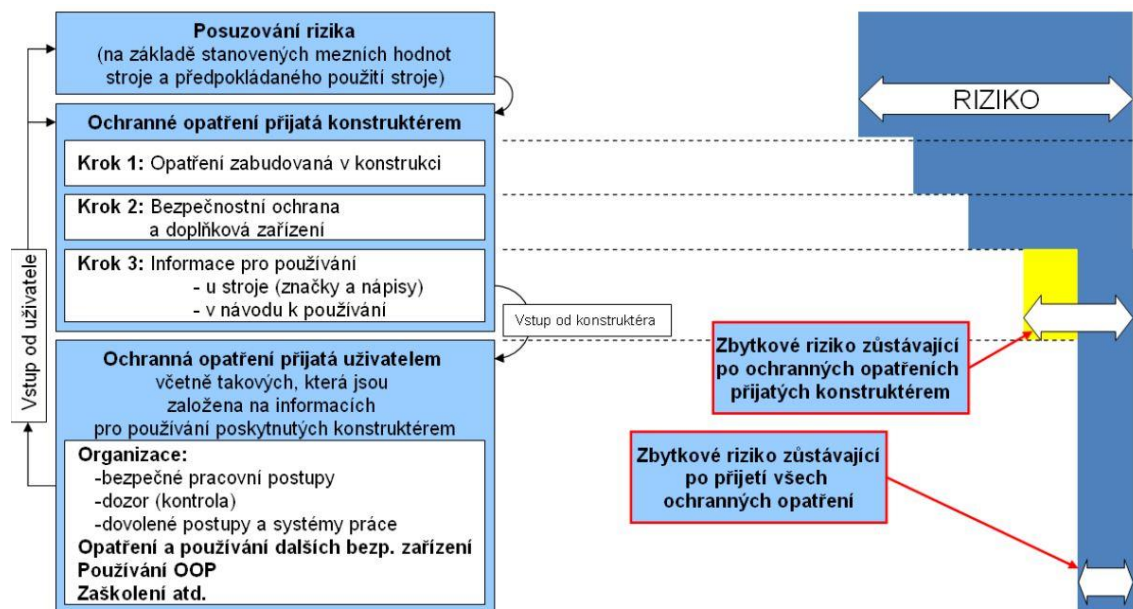 Posuzování rizika
(na základě stanovených mezních hodnot
stroje a předpokládaného použití stroje)
RIZIKO
Ochranné opatření přijatá konstruktérem
Krok 1: Opatření zabudovaná v konstrukci
Krok 2: Bezpečnostní ochrana
a doplňková zařízení
Krok 3: Informace pro používání
- u stroje (značky a nápisy)
- v návodu k používání
Vstup od uživatele
Vstup od konstruktéra
Zbytkové riziko zůstávající
po ochranných opatřeních
přijatých konstruktérem
Ochranná opatření přijatá uživatelem
včetně takových, která jsou
založena na informacích
pro používání poskytnutých konstruktérem
Organizace:
-bezpečné pracovní postupy
-dozor (kontrola)
-dovolené postupy a systémy práce
Opatření a používání dalších bezp. zařízení
Používání OOP
Zaškolení atd.
Zbytkové riziko zůstávající
po přijetí všech
ochranných opatření